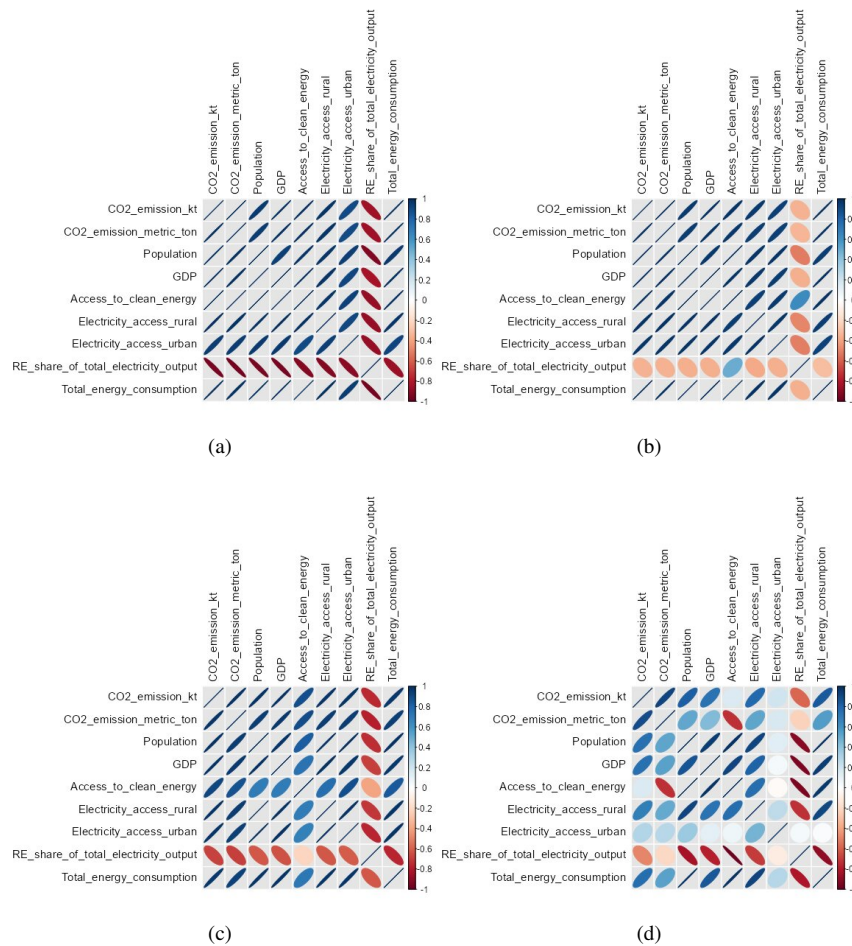 CO2_emission_kt
CO2_emission_metric_ton
Population
GDP
Access_to_clean_energy
Electricity_access_rural
Electricity_access_urban
RE_share_of_total_electricity_output
Total_energy_consumption
CO2_emission_kt
CO2_emission_metric_ton
Population
GDP
Access_to_clean_energy
Electricity_access_rural
Electricity_access_urban
RE_share_of_total_electricity_output
Total_energy_consumption
1
0.8
0.6
0.4
0.2
0
-0.2
-0.4
-0.6
-0.8
-1
(a)
CO2_emission_kt
CO2_emission_metric_ton
Population
GDP
Access_to_clean_energy
Electricity_access_rural
Electricity_access_urban
RE_share_of_total_electricity_output
Total_energy_consumption
CO2_emission_kt
CO2_emission_metric_ton
Population
GDP
Access_to_clean_energy
Electricity_access_rural
Electricity_access_urban
RE_share_of_total_electricity_output
Total_energy_consumption
(b)
CO2_emission_kt
CO2_emission_metric_ton
Population
GDP
Access_to_clean_energy
Electricity_access_rural
Electricity_access_urban
RE_share_of_total_electricity_output
Total_energy_consumption
CO2_emission_kt
CO2_emission_metric_ton
Population
GDP
Access_to_clean_energy
Electricity_access_rural
Electricity_access_urban
RE_share_of_total_electricity_output
Total_energy_consumption
1
0.8
0.6
0.4
0.2
0
-0.2
-0.4
-0.6
-0.8
-1
(c)
CO2_emission_kt
CO2_emission_metric_ton
Population
GDP
Access_to_clean_energy
Electricity_access_rural
Electricity_access_urban
RE_share_of_total_electricity_output
Total_energy_consumption
CO2_emission_kt
CO2_emission_metric_ton
Population
GDP
Access_to_clean_energy
Electricity_access_rural
Electricity_access_urban
RE_share_of_total_electricity_output
Total_energy_consumption
(d)